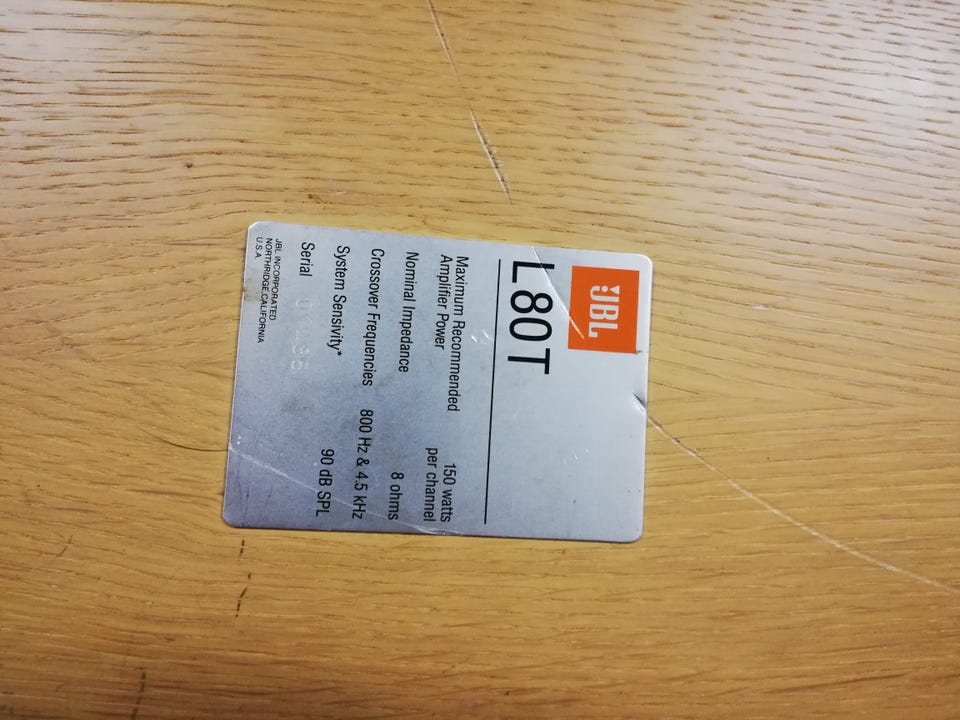 JBL
L80T
Maximum Recommended
Amplifier Power 150 watts
per channel
Nominal Impedance 8 ohms
Crossover Frequencies 800 Hz & 4.5 kHz
System Sensivity* 90 dB SPL
Serial
JBL INCORPORATED
NORTHRIDGE, CALIFORNIA
U.S.A.